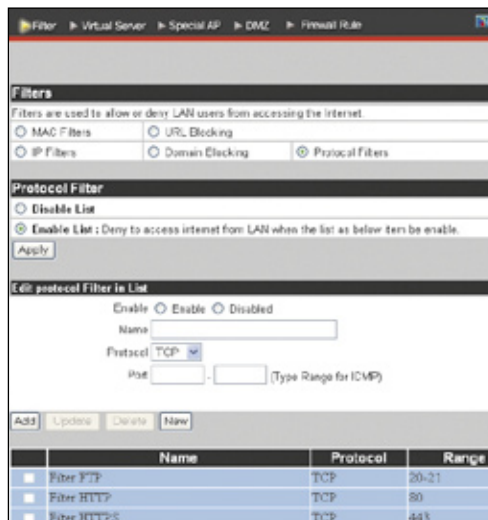 Filter Virtual Server Special AP DMZ Firewall Rule
Filters
Filters are used to allow or deny LAN users from accessing the Internet.
MAC Filters URL Blocking
IP Filters Domain Blocking Protocol Filters
Protocol Filter
Disable List
Enable List : Deny to access internet from LAN when the list as below item be enable.
Apply
Edit protocol Filter in List
Enable Enable Disabled
Name
Protocol TCP
Port - (Type Range for ICMP)
Add Update Delete New
Name Protocol Range
Filter FTP TCP 20-21
Filter HTTP TCP 80
Filter HTTPS TCP 443